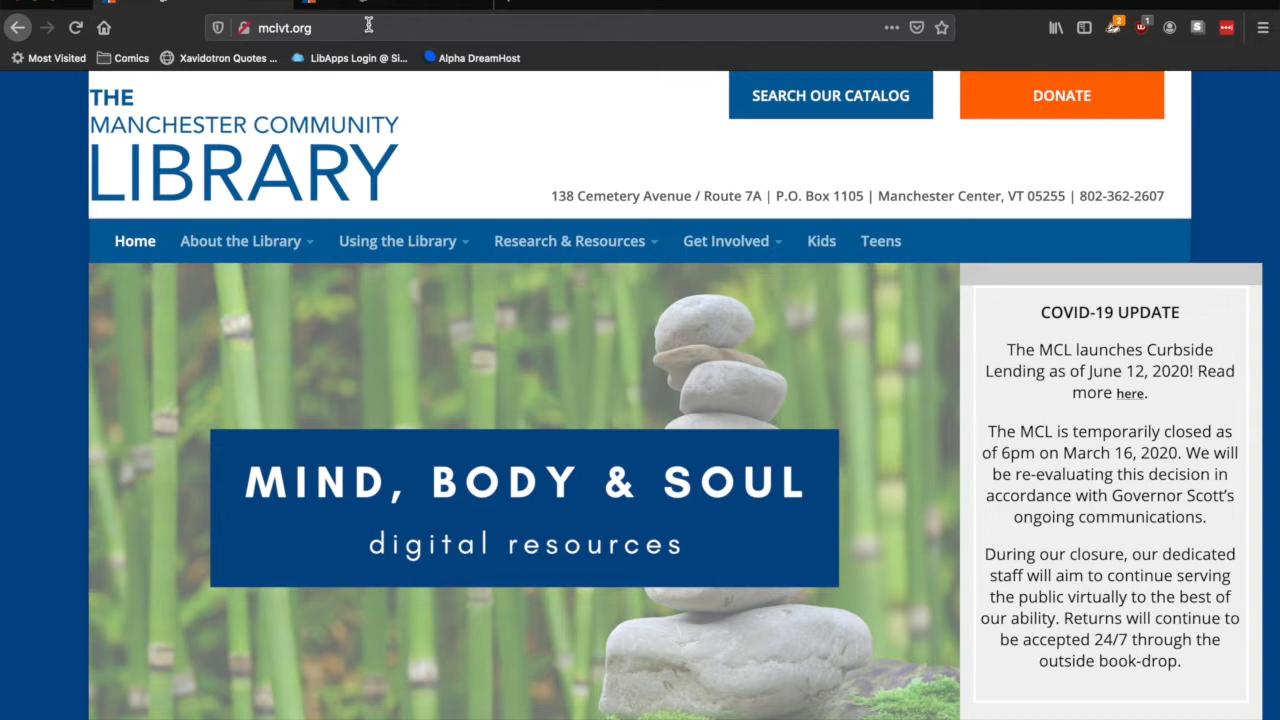 mclvt.org
2
1
S
Most Visited
Comics
Xavidotron Quotes ...
LibApps Login @ Si...
Alpha DreamHost
THE
MANCHESTER COMMUNITY
LIBRARY
SEARCH OUR CATALOG
DONATE
138 Cemetery Avenue / Route 7A | P.O. Box 1105 | Manchester Center, VT 05255 | 802-362-2607
Home
About the Library
Using the Library
Research & Resources
Get Involved
Kids
Teens
MIND, BODY & SOUL
digital resources
COVID-19 UPDATE
The MCL launches Curbside
Lending as of June 12, 2020! Read
more here.
The MCL is temporarily closed as
of 6pm on March 16, 2020. We will
be re-evaluating this decision in
accordance with Governor Scott's
ongoing communications.
During our closure, our dedicated
staff will aim to continue serving
the public virtually to the best of
our ability. Returns will continue to
be accepted 24/7 through the
outside book-drop.